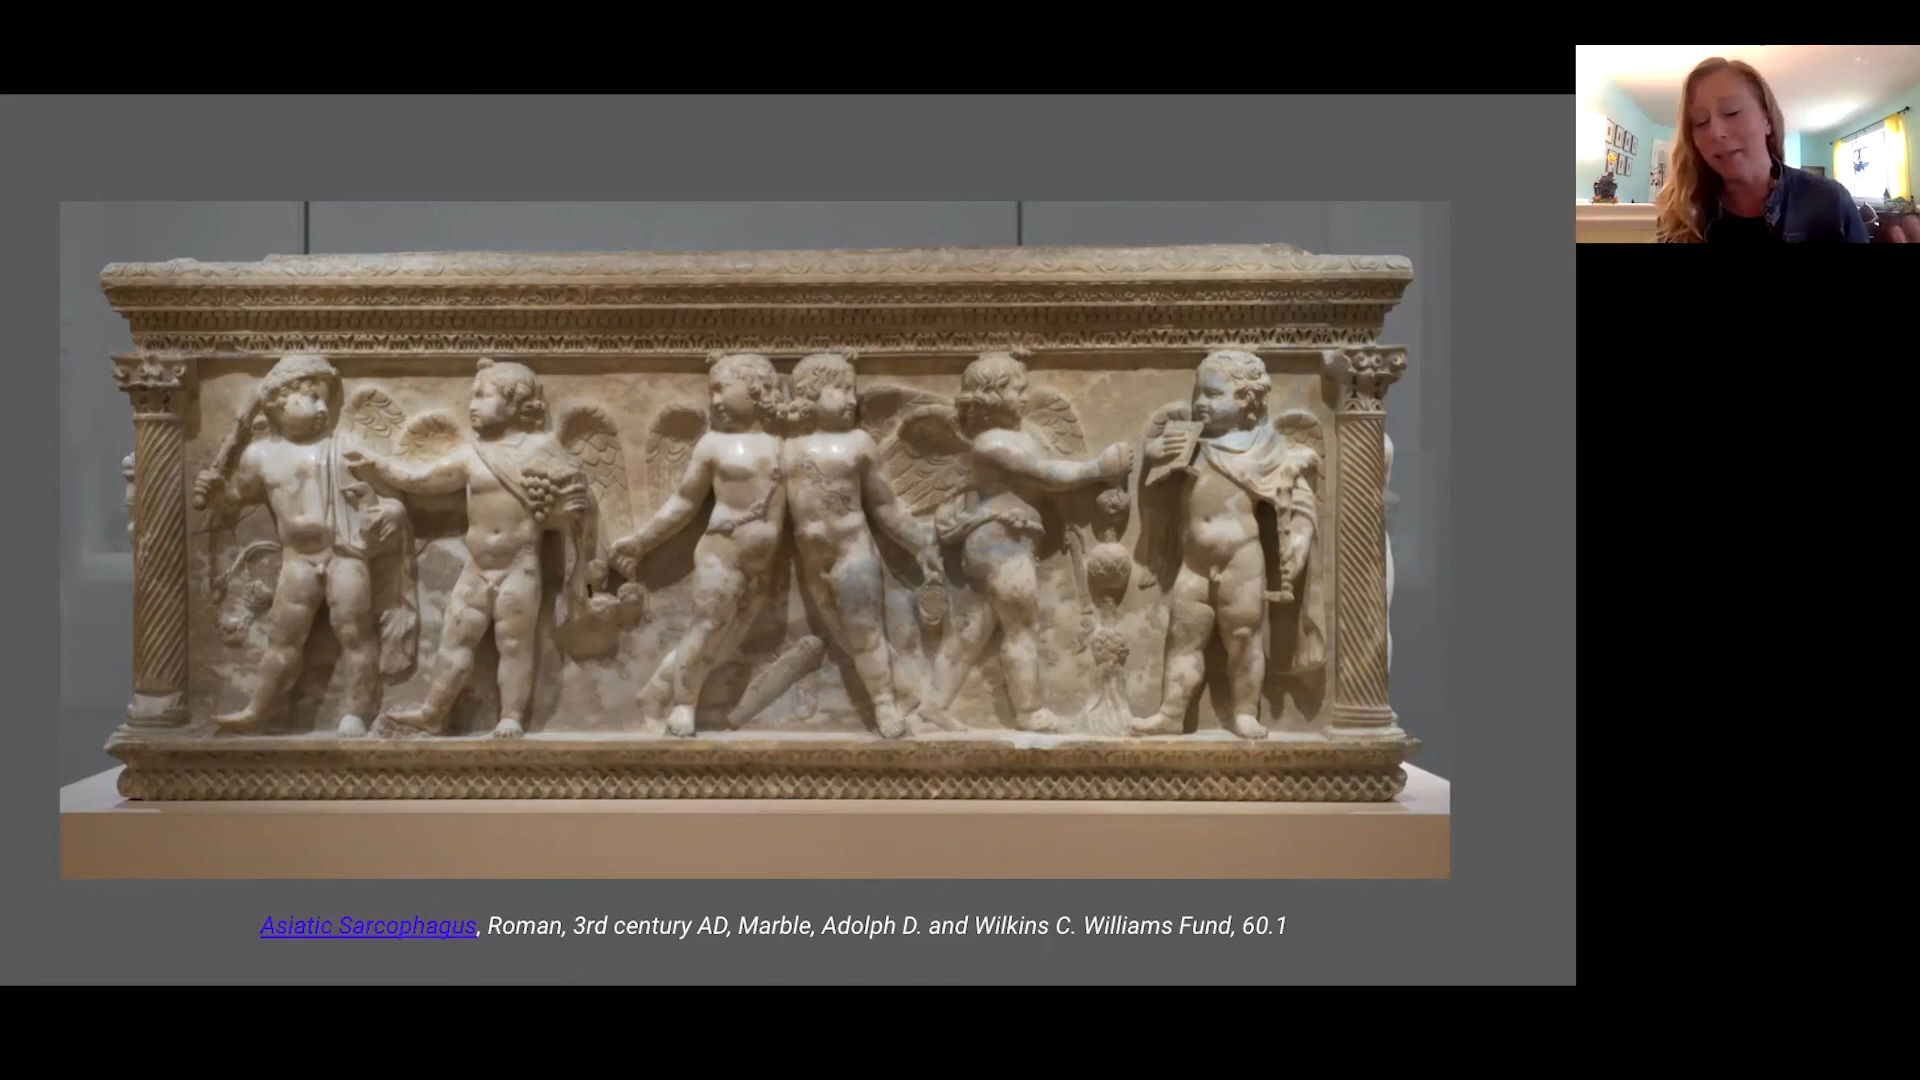 Asiatic Sarcophagus, Roman, 3rd century AD, Marble, Adolph D. and Wilkins C. Williams Fund, 60.1